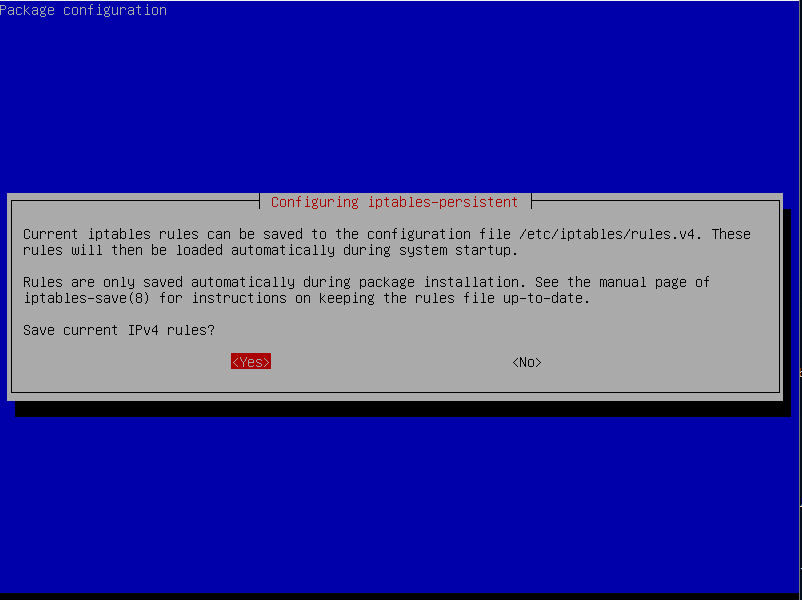 Package configuration
Configuring iptables-persistent
Current iptables rules can be saved to the configuration file /etc/iptables/rules.v4. These
rules will then be loaded automatically during system startup.
Rules are only saved automatically during package installation. See the manual page of
iptables-save(8) for instructions on keeping the rules file up-to-date.
Save current IPv4 rules?
<Yes> <No>